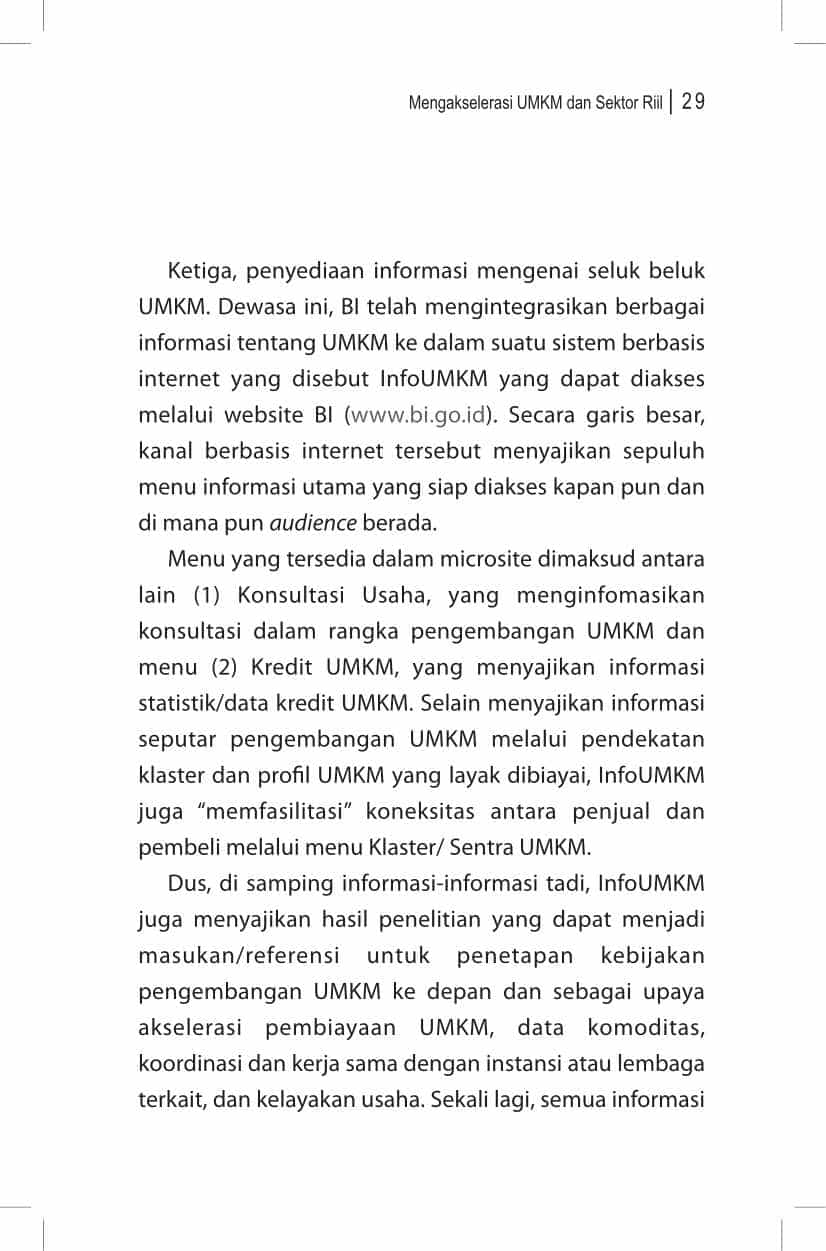 Mengakselerasi UMKM dan Sektor Riil | 29
Ketiga, penyediaan informasi mengenai seluk beluk
UMKM. Dewasa ini, BI telah mengintegrasikan berbagai
informasi tentang UMKM ke dalam suatu sistem berbasis
internet yang disebut InfoUMKM yang dapat diakses
melalui website BI (www.bi.go.id). Secara garis besar,
kanal berbasis internet tersebut menyajikan sepuluh
menu informasi utama yang siap diakses kapan pun dan
di mana pun audience berada.
Menu yang tersedia dalam microsite dimaksud antara
lain (1) Konsultasi Usaha, yang menginfomasikan
konsultasi dalam rangka pengembangan UMKM dan
menu (2) Kredit UMKM, yang menyajikan informasi
statistik/data kredit UMKM. Selain menyajikan informasi
seputar pengembangan UMKM melalui pendekatan
klaster dan profil UMKM yang layak dibiayai, InfoUMKM
juga “memfasilitasi” koneksitas antara penjual dan
pembeli melalui menu Klaster/ Sentra UMKM.
Dus, di samping informasi-informasi tadi, InfoUMKM
juga menyajikan hasil penelitian yang dapat menjadi
masukan/referensi untuk penetapan kebijakan
pengembangan UMKM ke depan dan sebagai upaya
akselerasi pembiayaan UMKM, data komoditas,
koordinasi dan kerja sama dengan instansi atau lembaga
terkait, dan kelayakan usaha. Sekali lagi, semua informasi